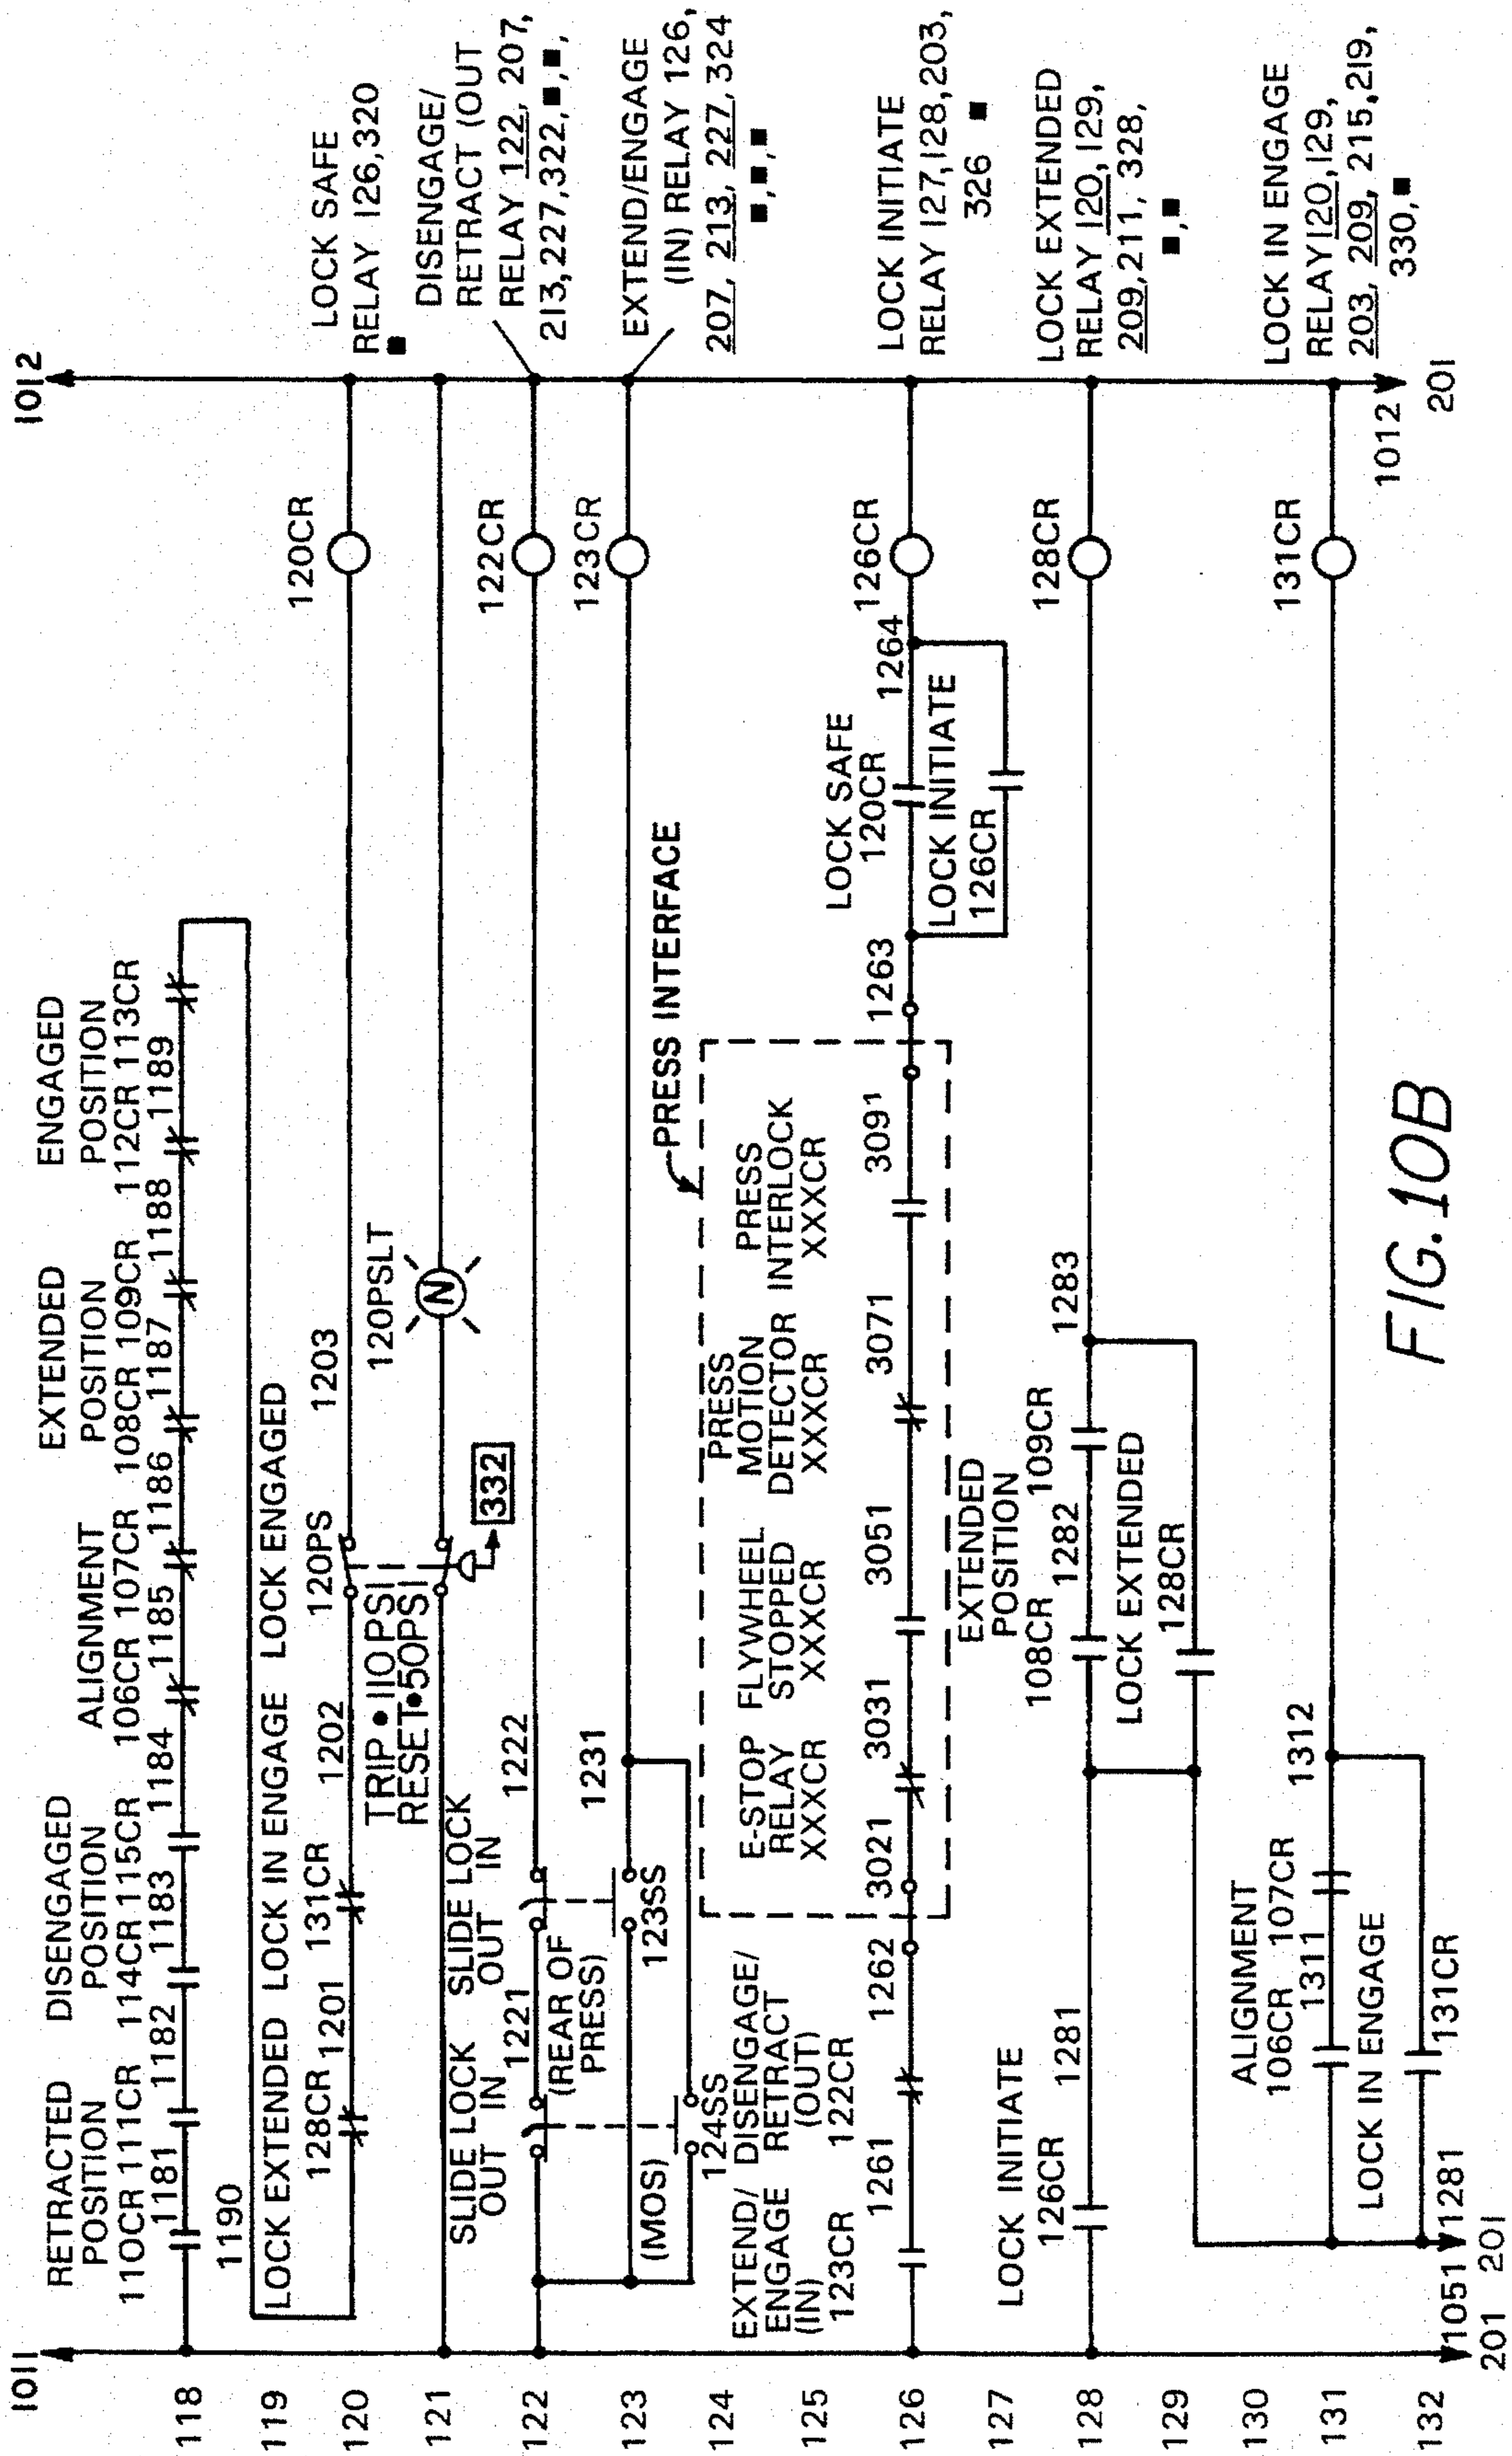 1011
1012
118
RETRACTED
POSITION
110CR 111CR
1181
1182
DISENGAGED
POSITION
114CR 115CR
1183
1184
ALIGNMENT
106CR 107CR
1185
1186
EXTENDED
POSITION
108CR 109CR
1187
1188
ENGAGED
POSITION
112CR 113CR
1189
119
1190
LOCK EXTENDED LOCK IN ENGAGE LOCK ENGAGED
120
128CR
1201
131CR
1202
120PS
1203
120CR
LOCK SAFE
RELAY 126,320
■
TRIP • 110PSI
RESET•50PSI
121
120PSLT
N
332
SLIDE LOCK
OUT IN
SLIDE LOCK
OUT IN
122
1221
1222
122CR
DISENGAGE/
RETRACT (OUT
RELAY 122, 207,
213,227,322,■,■,
(REAR OF
PRESS)
123
1231
123SS
123CR
EXTEND/ENGAGE
(IN) RELAY 126,
207, 213, 227, 324
■,■,■
124
(MOS)
124SS
PRESS INTERFACE
125
EXTEND/
ENGAGE
(IN)
123CR
DISENGAGE/
RETRACT
(OUT)
122CR
E-STOP
RELAY
XXXCR
FLYWHEEL
STOPPED
XXXCR
PRESS
MOTION
DETECTOR
XXXCR
PRESS
INTERLOCK
XXXCR
LOCK SAFE
120CR
126
1261
1262
3021
3031
3051
3071
3091
1263
1264
126CR
LOCK INITIATE
RELAY 127,128,203,
326 ■
LOCK INITIATE
126CR
127
LOCK INITIATE
126CR
EXTENDED
POSITION
108CR
1282
109CR
128
1281
1283
128CR
LOCK EXTENDED
RELAY 120, 129,
209,211, 328,
■,■
129
LOCK EXTENDED
128CR
130
ALIGNMENT
106CR 107CR
131
1311
1312
131CR
LOCK IN ENGAGE
RELAY 120,129,
203, 209, 215,219,
330,■
LOCK IN ENGAGE
132
131CR
1051
201
1281
201
1012
201
FIG. 10B